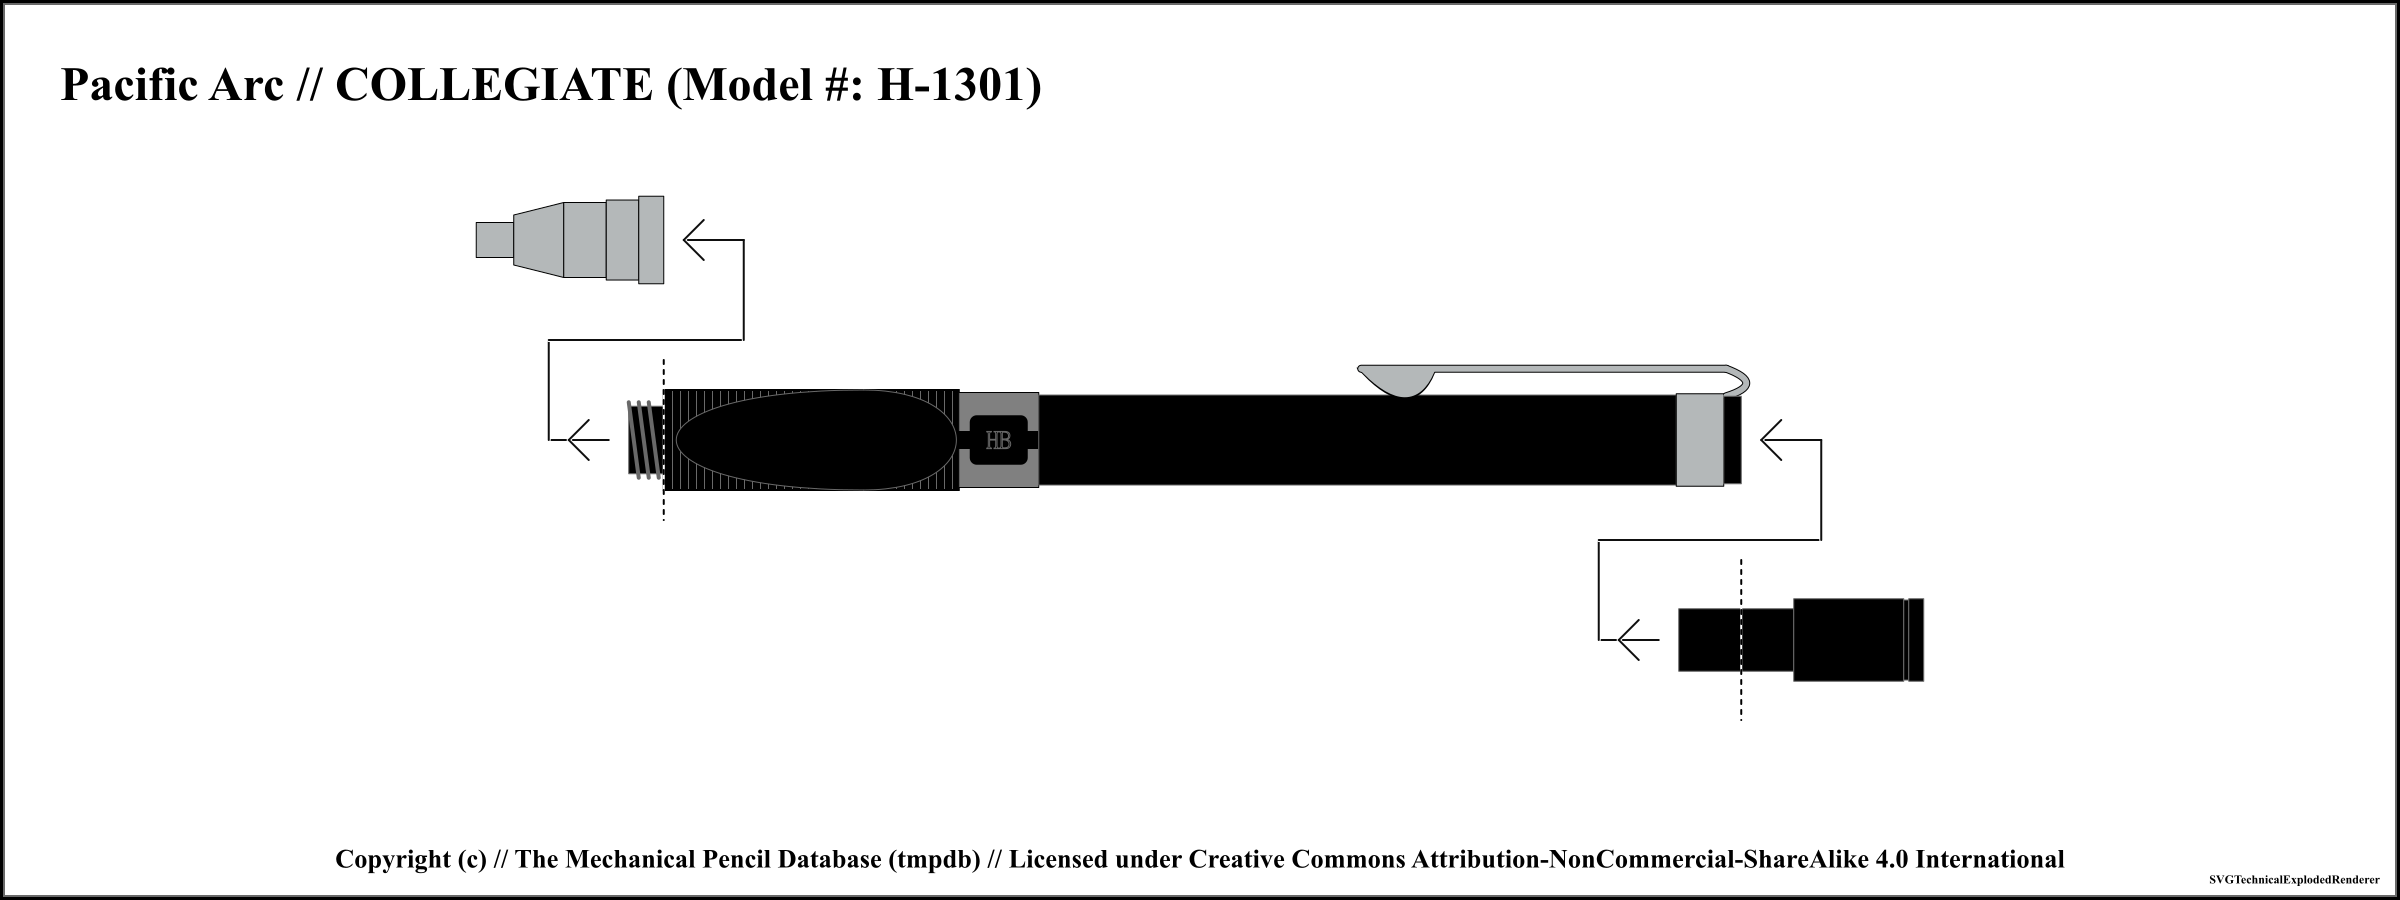 Pacific Arc // COLLEGIATE (Model #: H-1301)
HB
Copyright (c) // The Mechanical Pencil Database (tmpdb) // Licensed under Creative Commons Attribution-NonCommercial-ShareAlike 4.0 International
SVGTechnicalExplodedRenderer